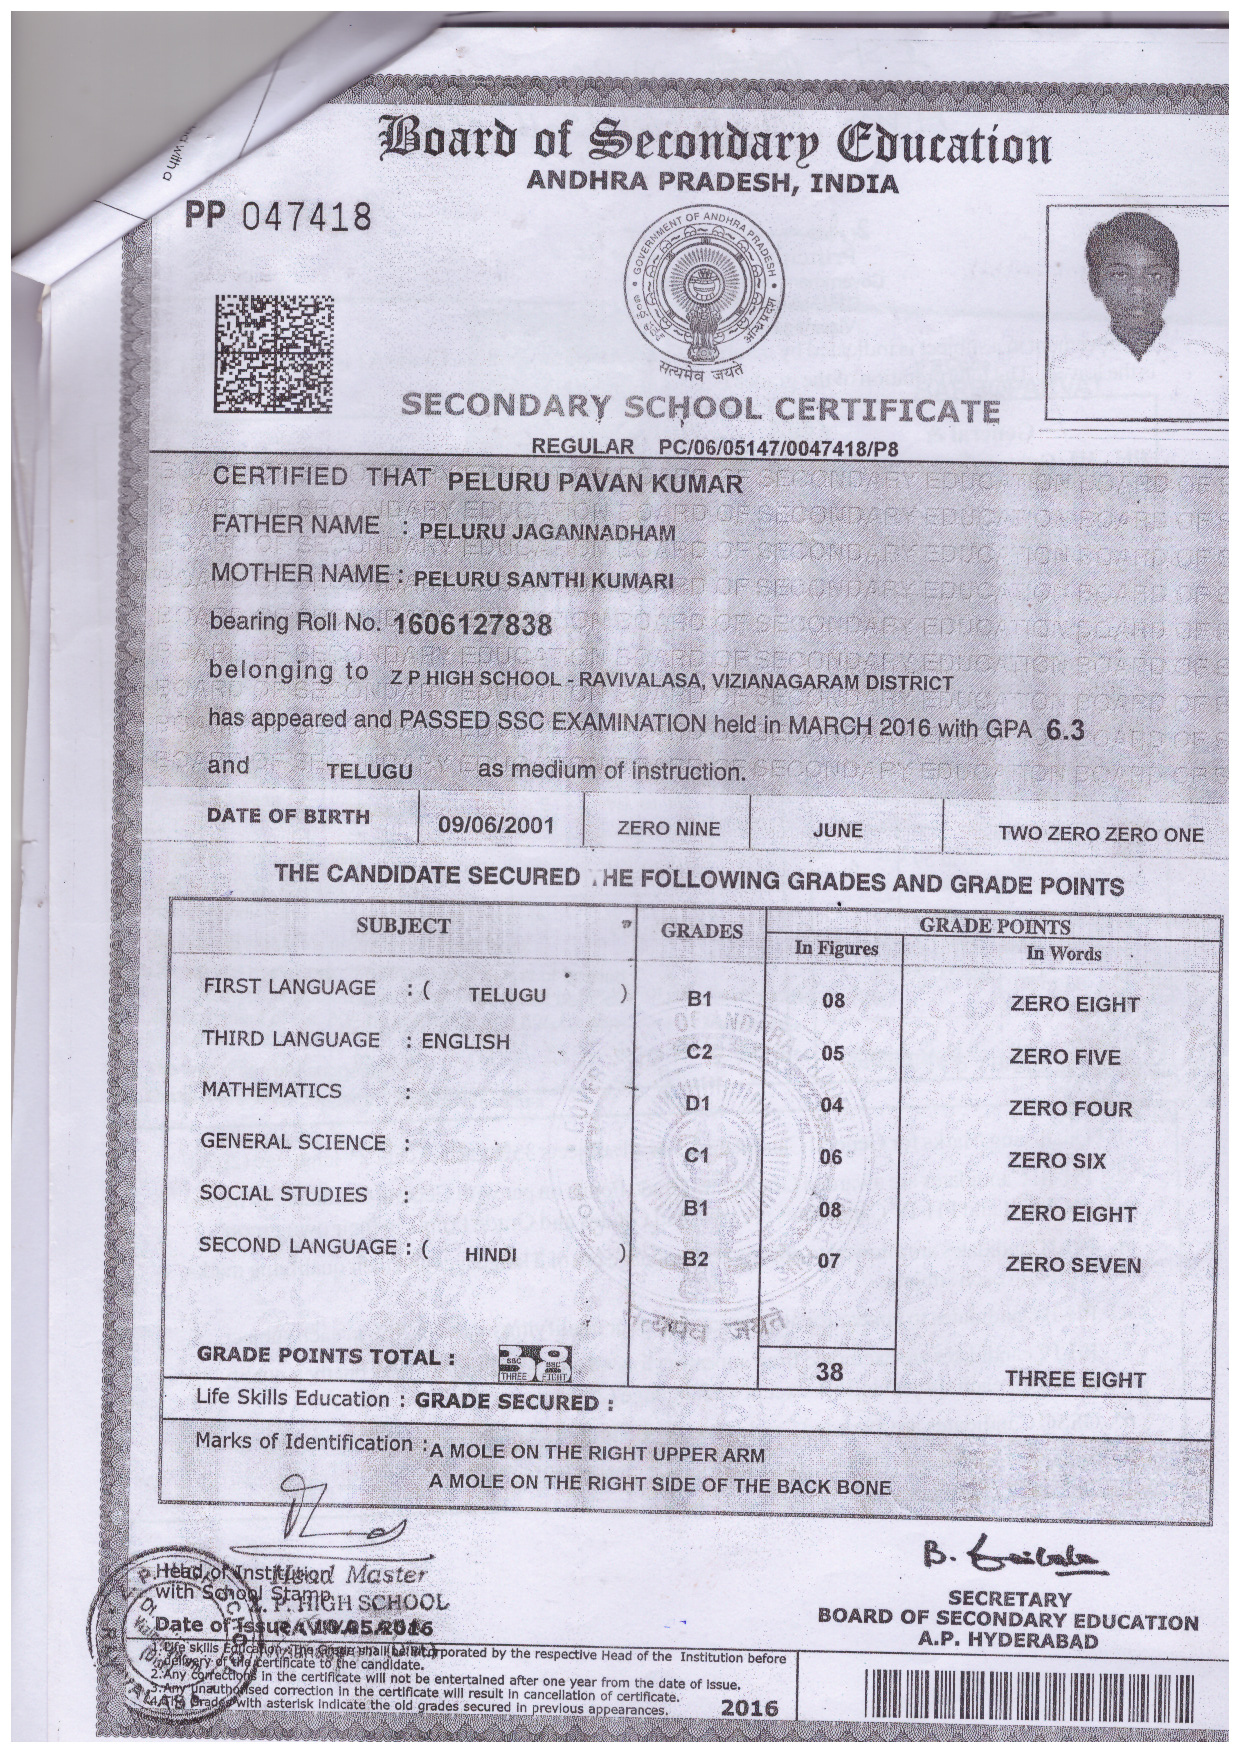 Board of Secondary Education
ANDHRA PRADESH, INDIA
PP 047418
GOVERNMENT OF ANDHRA PRADESH
सत्यमेव जयते
SECONDARY SCHOOL CERTIFICATE
REGULAR PC/06/05147/0047418/P8
CERTIFIED THAT PELURU PAVAN KUMAR
FATHER NAME : PELURU JAGANNADHAM
MOTHER NAME : PELURU SANTHI KUMARI
bearing Roll No. 1606127838
belonging to Z P HIGH SCHOOL - RAVIVALASA, VIZIANAGARAM DISTRICT
has appeared and PASSED SSC EXAMINATION held in MARCH 2016 with GPA 6.3
and TELUGU as medium of instruction.
DATE OF BIRTH 09/06/2001 ZERO NINE JUNE TWO ZERO ZERO ONE
THE CANDIDATE SECURED HE FOLLOWING GRADES AND GRADE POINTS
SUBJECT GRADES GRADE POINTS
In Figures In Words
FIRST LANGUAGE : ( TELUGU ) B1 08 ZERO EIGHT
THIRD LANGUAGE : ENGLISH C2 05 ZERO FIVE
MATHEMATICS : D1 04 ZERO FOUR
GENERAL SCIENCE : C1 06 ZERO SIX
SOCIAL STUDIES : B1 08 ZERO EIGHT
SECOND LANGUAGE : ( HINDI ) B2 07 ZERO SEVEN
सत्यमेव जयते
GRADE POINTS TOTAL : 38 38 THREE EIGHT
Life Skills Education : GRADE SECURED :
Marks of Identification : A MOLE ON THE RIGHT UPPER ARM
A MOLE ON THE RIGHT SIDE OF THE BACK BONE
Head of Institution Head Master
with School Stamp Z. P. HIGH SCHOOL
Date of Issue : 10.05.2016
SECRETARY
BOARD OF SECONDARY EDUCATION
A.P. HYDERABAD
1. Life skills Education : The Grade shall be incorporated by the respective Head of the Institution before
delivery of the certificate to the candidate.
2. Any corrections in the certificate will not be entertained after one year from the date of issue.
3. Any unauthorised correction in the certificate will result in cancellation of certificate.
Grades with asterisk indicate the old grades secured in previous appearances.
2016